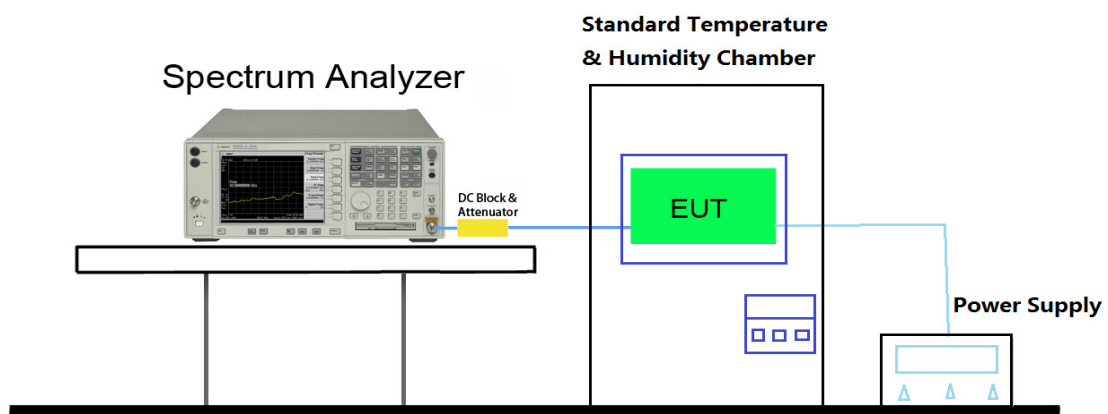 Standard Temperature
& Humidity Chamber
Spectrum Analyzer
DC Block &
Attenuator
EUT
Power Supply